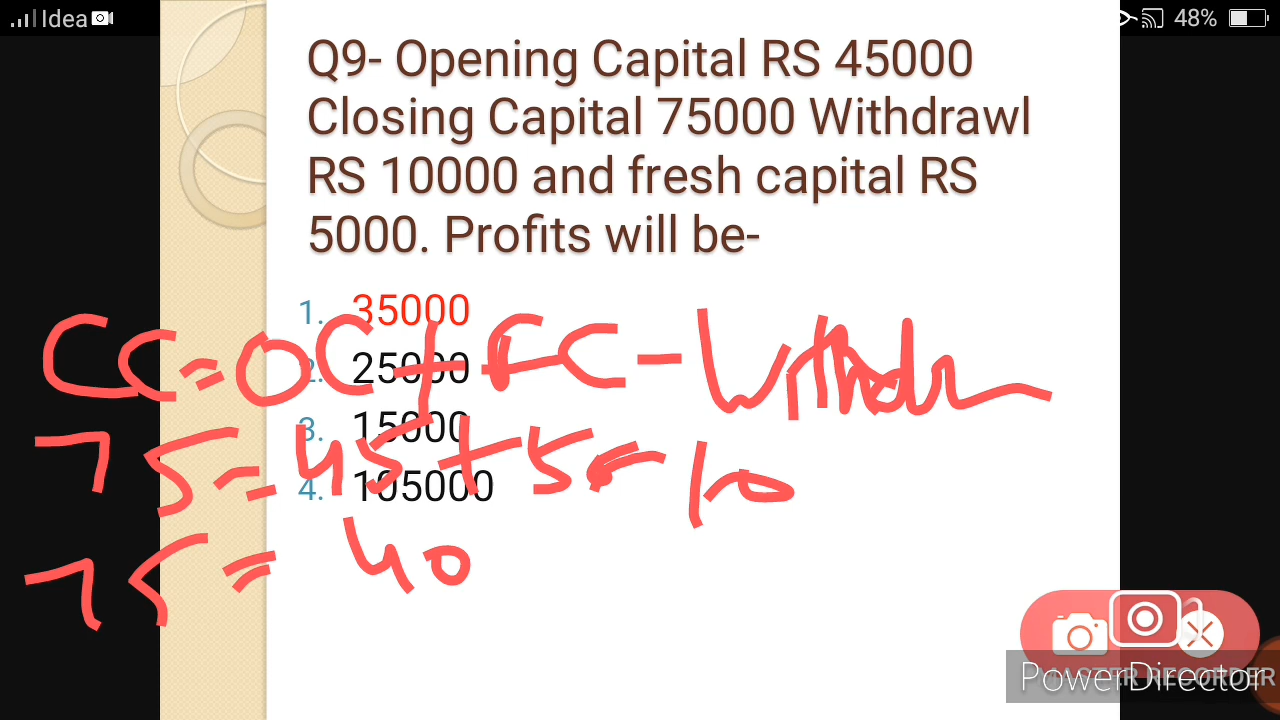 Idea 48%
Q9- Opening Capital RS 45000
Closing Capital 75000 Withdrawl
RS 10000 and fresh capital RS
5000. Profits will be-
1. 35000
CC=OC+FC-Withdr
2. 25000
3. 15000
75=45+5-10
4. 105000
75=40
MASTER RECORDER
PowerDirector